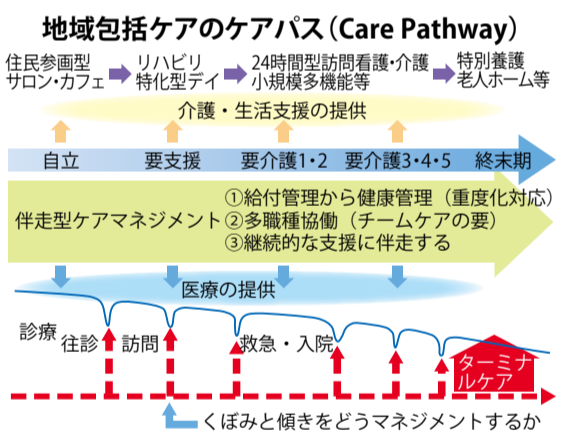 地域包括ケアのケアパス（Care Pathway）
住民参画型
サロン・カフェ
リハビリ
特化型デイ
24時間型訪問看護・介護
小規模多機能等
特別養護
老人ホーム等
介護・生活支援の提供
自立
要支援
要介護1・2
要介護3・4・5
終末期
伴走型ケアマネジメント
①給付管理から健康管理（重度化対応）
②多職種協働（チームケアの要）
③継続的な支援に伴走する
医療の提供
診療
往診
訪問
救急・入院
ターミナ
ルケア
くぼみと傾きをどうマネジメントするか